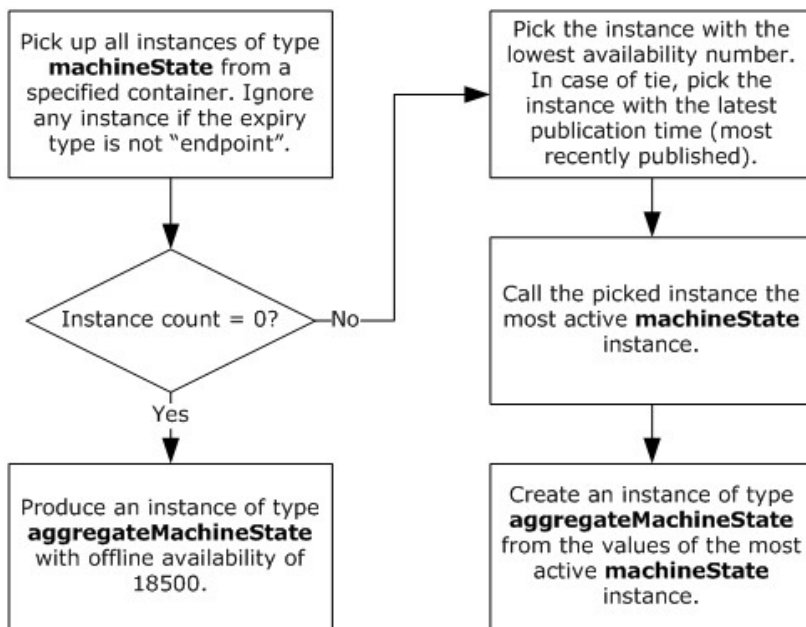 Pick up all instances of type
machineState from a
specified container. Ignore
any instance if the expiry
type is not “endpoint”.
Instance count = 0?
No
Yes
Produce an instance of type
aggregateMachineState
with offline availability of
18500.
Pick the instance with the
lowest availability number.
In case of tie, pick the
instance with the latest
publication time (most
recently published).
Call the picked instance the
most active machineState
instance.
Create an instance of type
aggregateMachineState
from the values of the most
active machineState
instance.